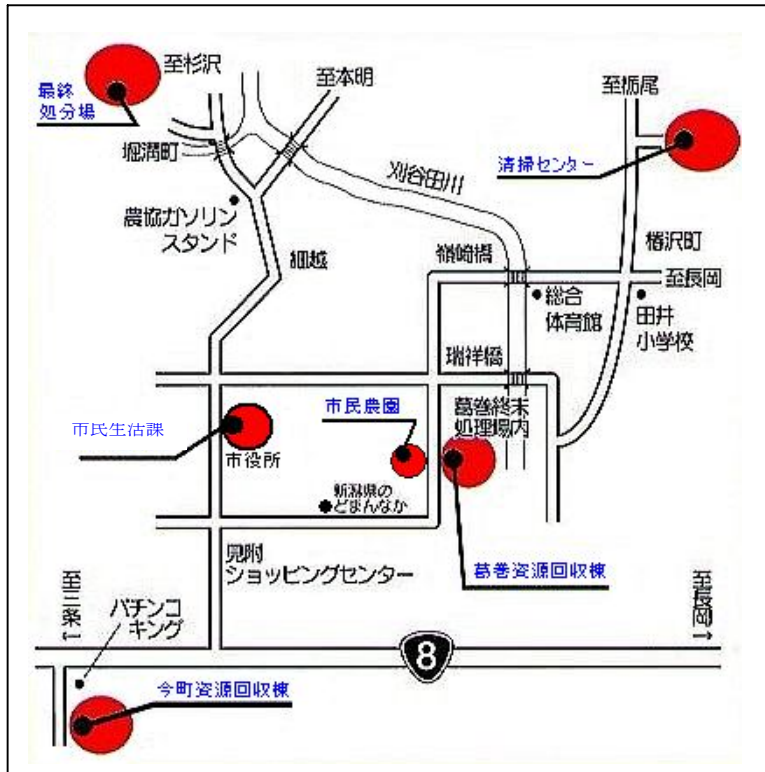 至杉沢
最終
処分場
至本明
至栃尾
堀溝町
刈谷田川
清掃センター
農協ガソリン
スタンド
細越
嶺崎橋
椿沢町
至長岡
総合
体育館
田井
小学校
瑞祥橋
市民農園
葛巻終末
処理場内
市民生活課
市役所
新潟県の
どまんなか
見附
ショッピングセンター
葛巻資源回収棟
至三条
↓
至長岡
↓
パチンコ
キング
8
今町資源回収棟